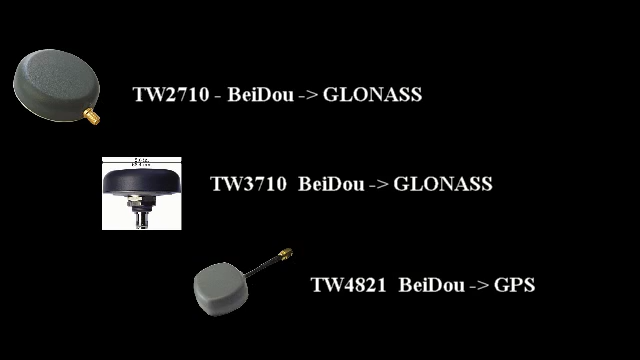 TW2710 - BeiDou -> GLONASS
TW3710  BeiDou -> GLONASS
TW4821  BeiDou -> GPS